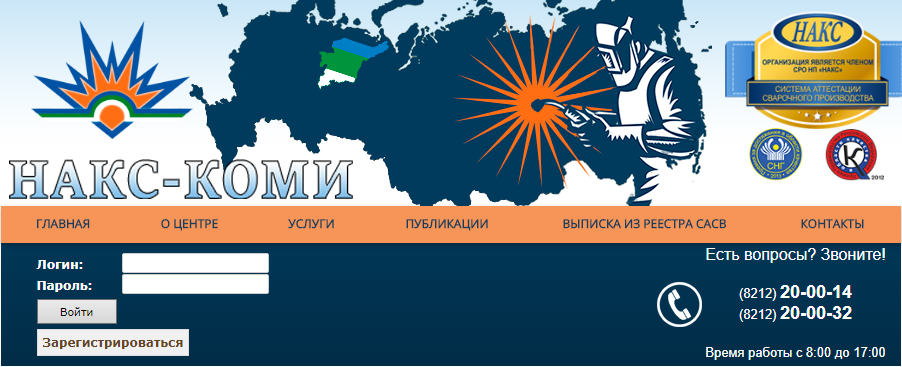 НАКС
ОРГАНИЗАЦИЯ ЯВЛЯЕТСЯ ЧЛЕНОМ
СРО НП «НАКС»
СИСТЕМА АТТЕСТАЦИИ
СВАРОЧНОГО ПРОИЗВОДСТВА
СНГ
2012
НАКС-КОМИ
ГЛАВНАЯ О ЦЕНТРЕ УСЛУГИ ПУБЛИКАЦИИ ВЫПИСКА ИЗ РЕЕСТРА САСВ КОНТАКТЫ
Есть вопросы? Звоните!
Логин:
Пароль:
Войти
Зарегистрироваться
(8212) 20-00-14
(8212) 20-00-32
Время работы с 8:00 до 17:00